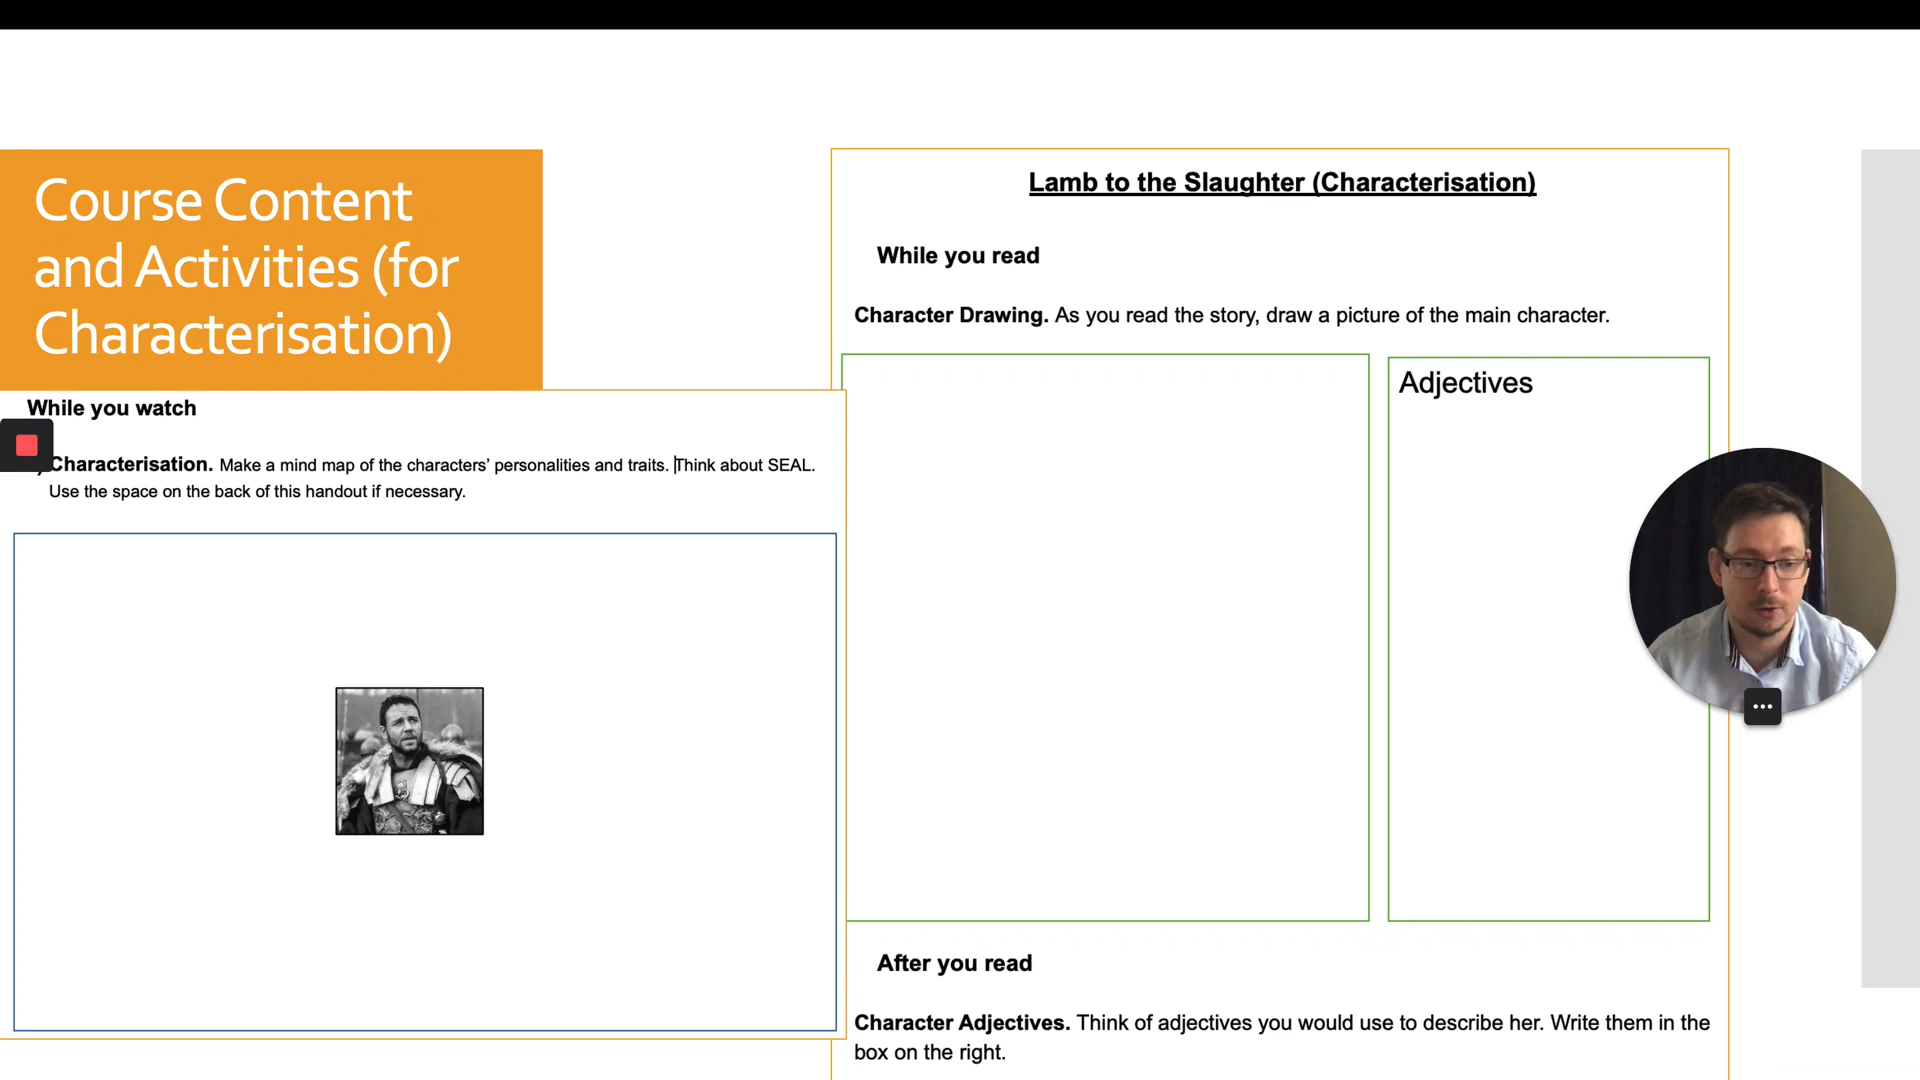 Course Content
and Activities (for
Characterisation)
While you watch
Characterisation. Make a mind map of the characters’ personalities and traits. Think about SEAL.
Use the space on the back of this handout if necessary.
Lamb to the Slaughter (Characterisation)
While you read
Character Drawing. As you read the story, draw a picture of the main character.
Adjectives
After you read
Character Adjectives. Think of adjectives you would use to describe her. Write them in the
box on the right.